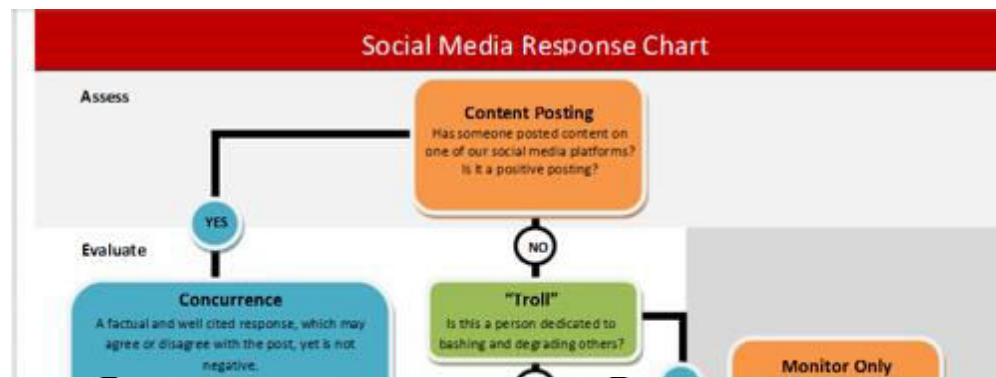 Social Media Response Chart
Assess
Content Posting
Has someone posted content on
one of our social media platforms?
Is it a positive posting?
YES
NO
Evaluate
Concurrence
A factual and well cited response, which may
agree or disagree with the post, yet is not
negative.
"Troll"
Is this a person dedicated to
bashing and degrading others?
Monitor Only